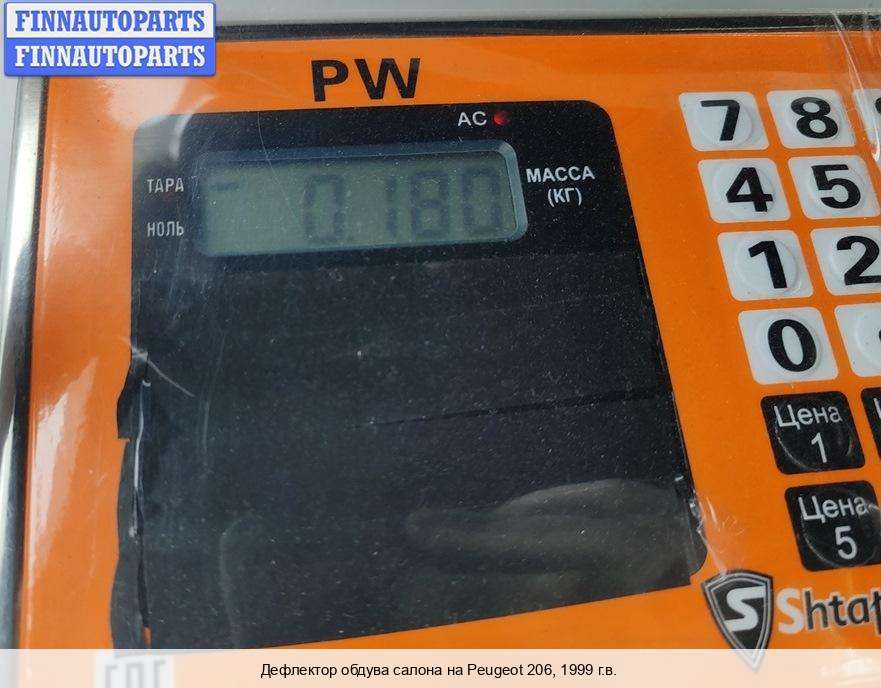 FINNAUTOPARTS
FINNAUTOPARTS
PW
AC
ТАРА
НОЛЬ
0.180
МАССА
(КГ)
7 8
4 5
1 2
0
Цена
1
Цена
5
S
Дефлектор обдува салона на Peugeot 206, 1999 г.в.